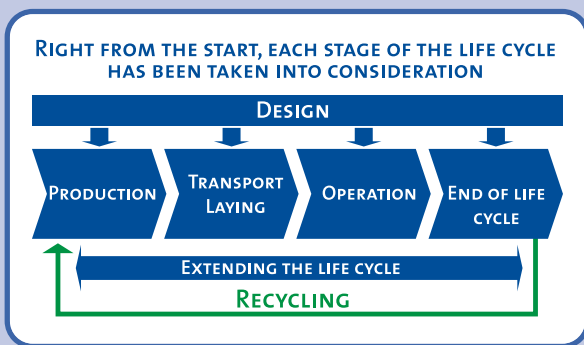 RIGHT FROM THE START, EACH STAGE OF THE LIFE CYCLE
HAS BEEN TAKEN INTO CONSIDERATION
DESIGN
PRODUCTION
TRANSPORT
LAYING
OPERATION
END OF LIFE
CYCLE
EXTENDING THE LIFE CYCLE
RECYCLING